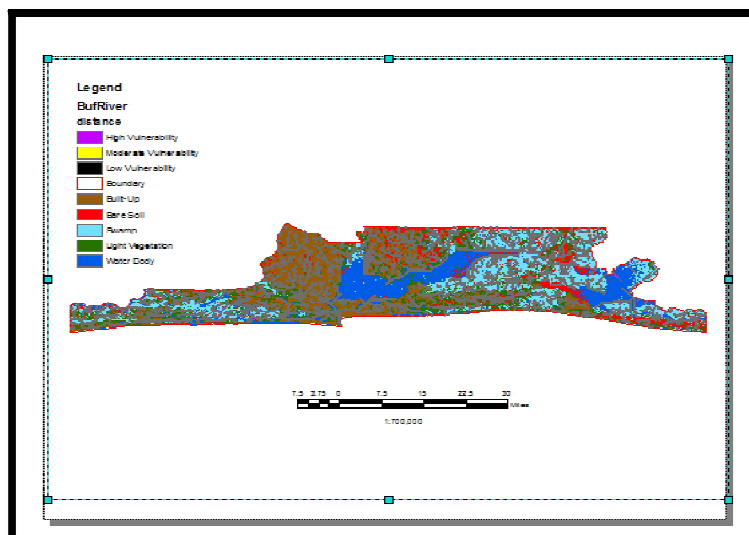 Legend
BufRiver
distance
High Vulnerability
Moderate Vulnerability
Low Vulnerability
Boundary
Built-Up
Bare Soil
Swamp
Light Vegetation
Water Body
7.5 3.75 0 7.5 15 22.5 30
Miles
1:700,000